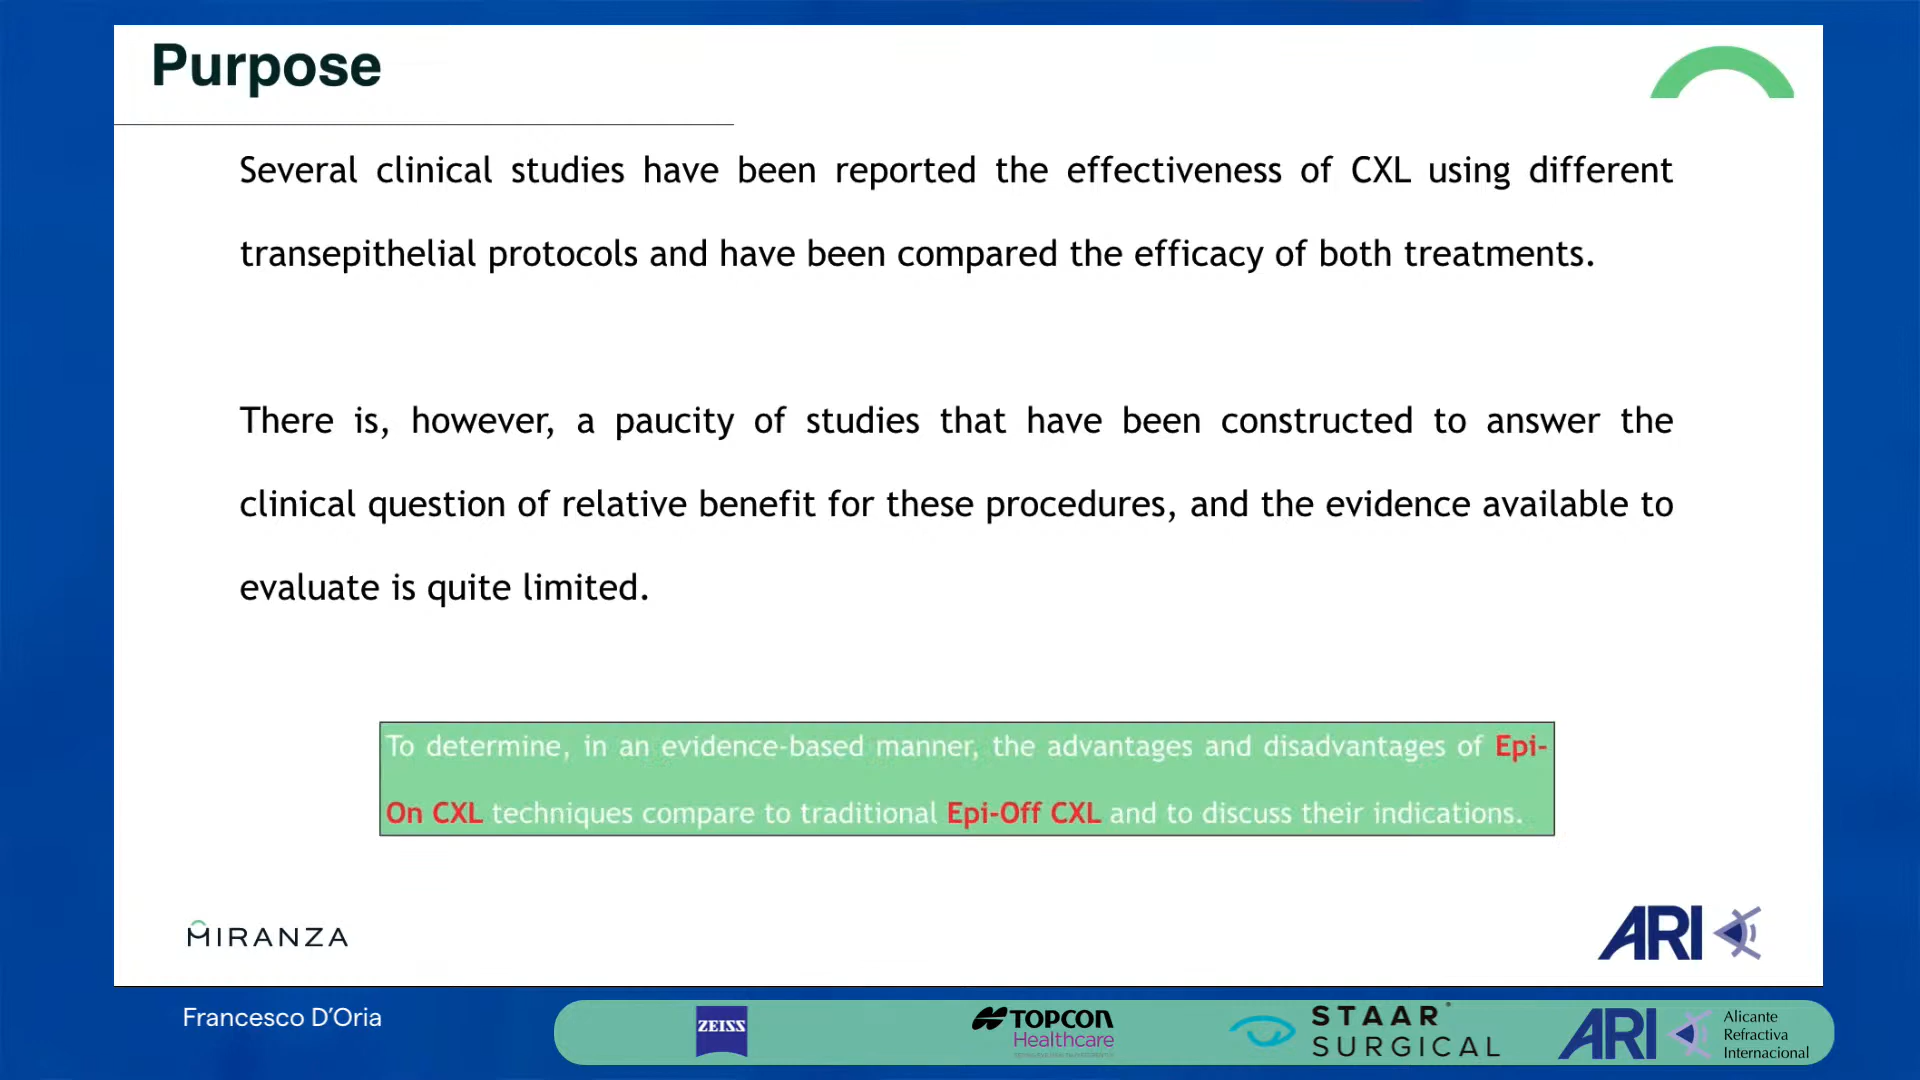 Purpose
Several clinical studies have been reported the effectiveness of CXL using different
transepithelial protocols and have been compared the efficacy of both treatments.
There is, however, a paucity of studies that have been constructed to answer the
clinical question of relative benefit for these procedures, and the evidence available to
evaluate is quite limited.
To determine, in an evidence-based manner, the advantages and disadvantages of Epi-
On CXL techniques compare to traditional Epi-Off CXL and to discuss their indications.
MIRANZA
ARI
Francesco D'Oria
ZEISS
TOPCON
Healthcare
STAAR
SURGICAL
ARI
Alicante
Refractiva
Internacional